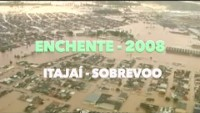 ENCHENTE - 2008
ITAJAÍ - SOBREVOO